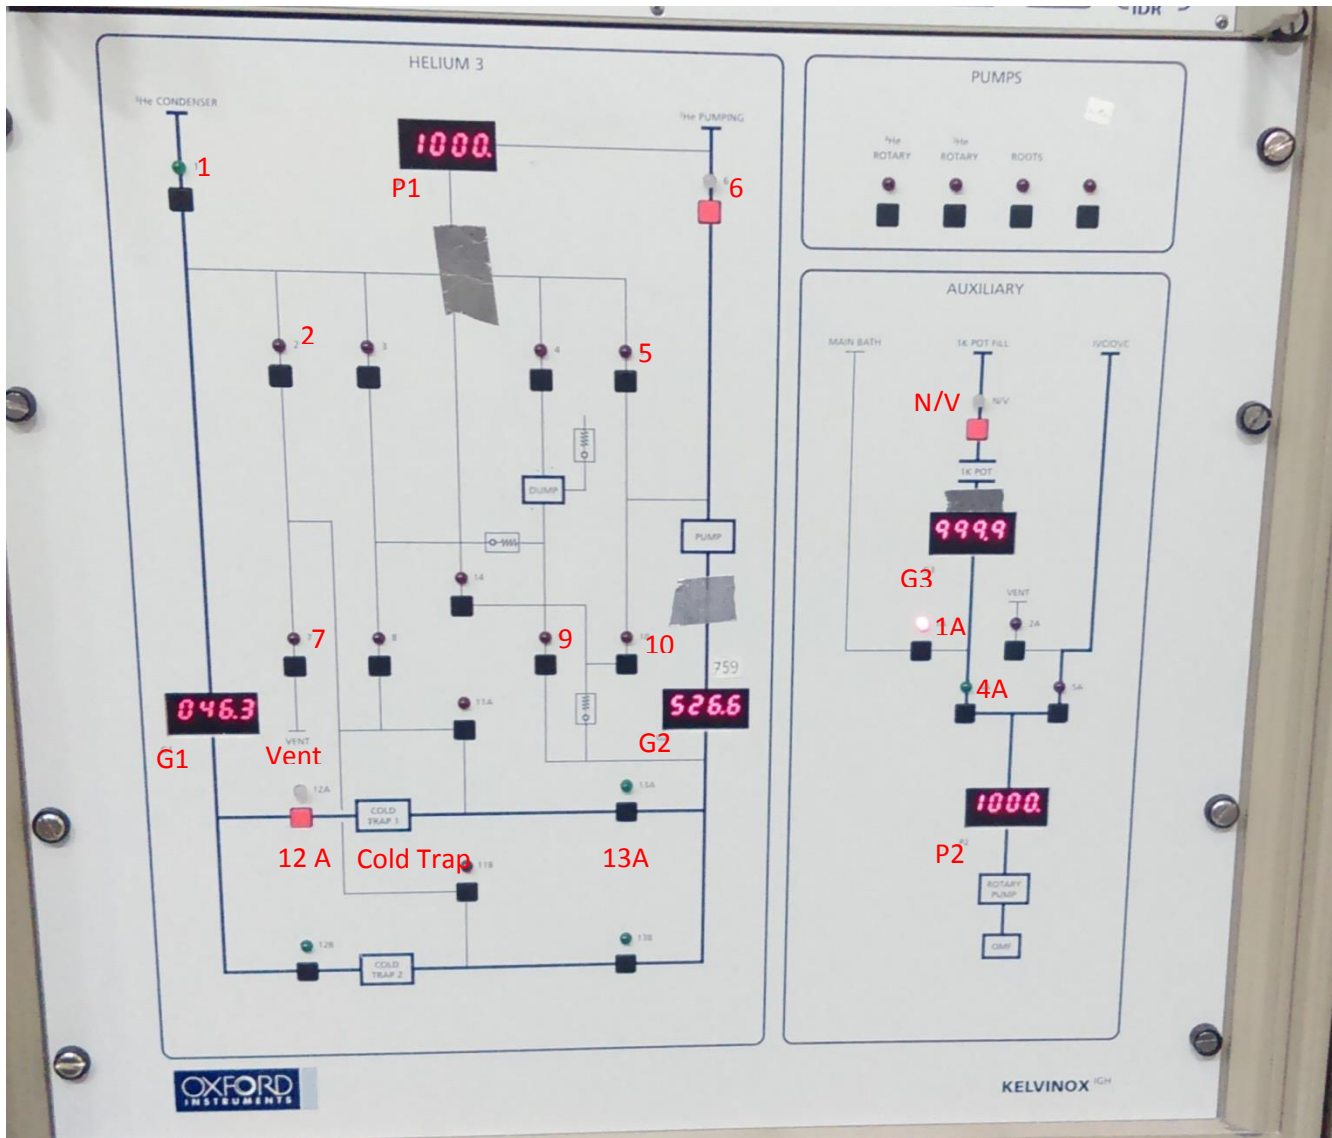 IDR
HELIUM 3
³He CONDENSER
1
1000.
P1
³He PUMPING
6
2
2
3
4
5
DUMP
PUMP
14
7
8
9
10
759
046.3
G1
VENT
Vent
11A
526.6
G2
12A
12 A
COLD
TRAP 1
Cold Trap
13A
13A
11B
12B
COLD
TRAP 2
13B
PUMPS
⁴He
ROTARY
³He
ROTARY
ROOTS
AUXILIARY
MAIN BATH
1K POT FILL
IVC/OVC
N/V
N/V
1K POT
999.9
G3
VENT
1A
2A
4A
5A
1000.
P2
ROTARY
PUMP
OMF
OXFORD
INSTRUMENTS
KELVINOX IGH